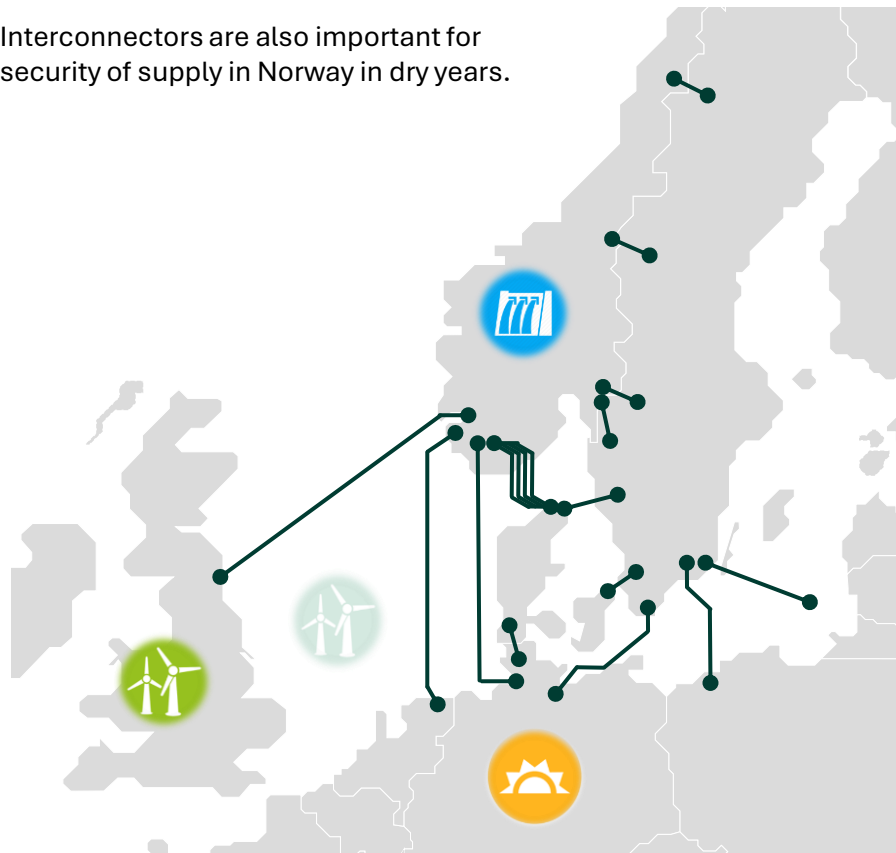 Interconnectors are also important for
security of supply in Norway in dry years.